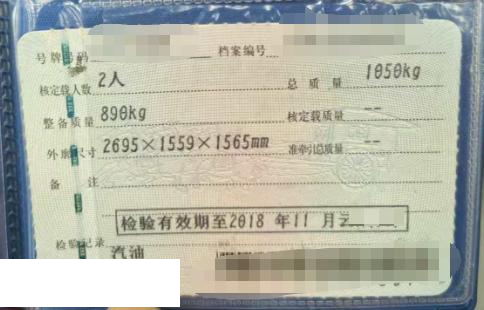 号牌号码 档案编号
核定载人数 2人 总质量 1050kg
整备质量 890kg 核定载质量 --
外廓尺寸 2695×1559×1565mm 准牵引总质量 --
备注
检验有效期至2018 年11 月
检验记录
汽油